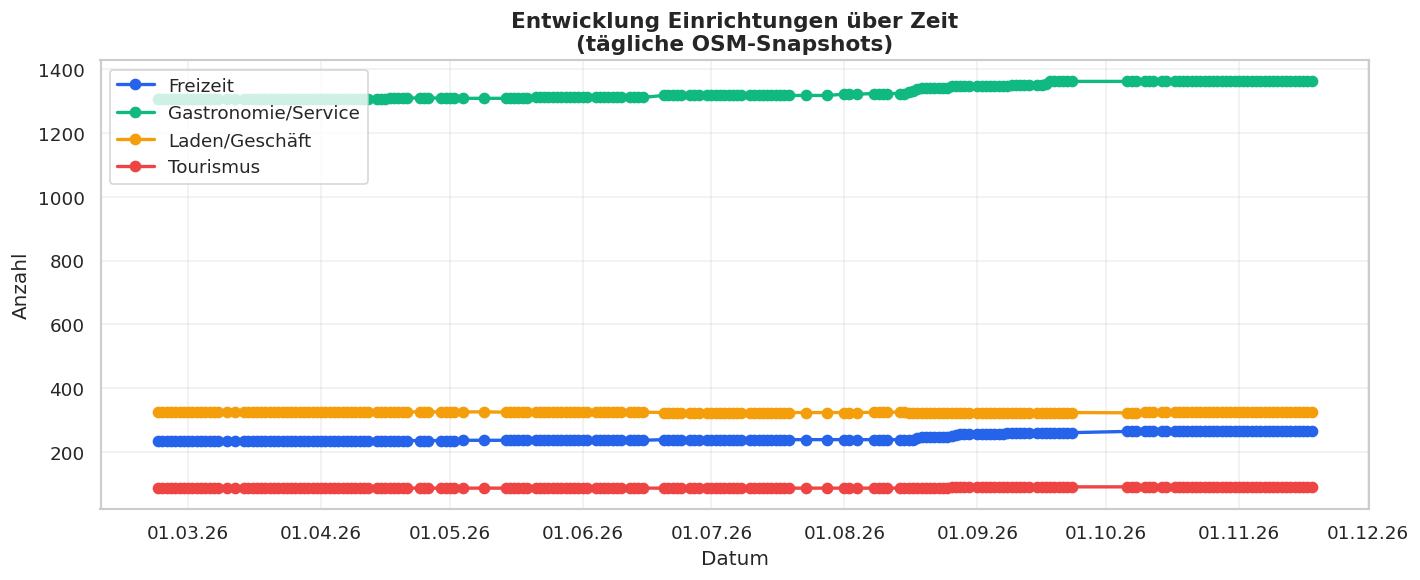 Entwicklung Einrichtungen über Zeit
(tägliche OSM-Snapshots)
Freizeit
Gastronomie/Service
Laden/Geschäft
Tourismus
Anzahl
1400
1200
1000
800
600
400
200
01.03.26
01.04.26
01.05.26
01.06.26
01.07.26
01.08.26
01.09.26
01.10.26
01.11.26
01.12.26
Datum